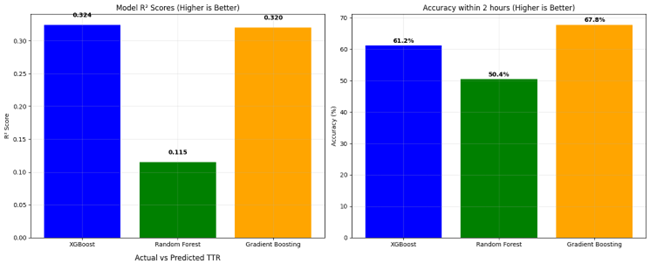 Model R² Scores (Higher is Better)
0.324
0.320
0.115
0.30
0.25
0.20
0.15
0.10
0.05
0.00
R² Score
XGBoost
Random Forest
Gradient Boosting
Accuracy within 2 hours (Higher is Better)
67.8%
61.2%
50.4%
70
60
50
40
30
20
10
0
Accuracy (%)
XGBoost
Random Forest
Gradient Boosting
Actual vs Predicted TTR